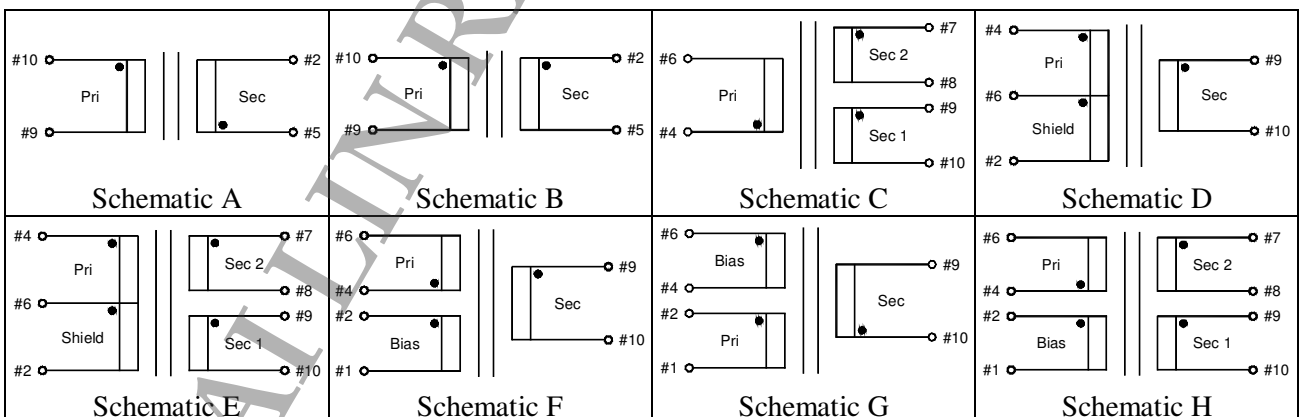 #10
Pri
#9
#2
Sec
#5
Schematic A
#10
Pri
#9
#2
Sec
#5
Schematic B
#6
Pri
#4
#7
Sec 2
#8
#9
Sec 1
#10
Schematic C
#4
Pri
#6
Shield
#2
#9
Sec
#10
Schematic D
#4
Pri
#6
Shield
#2
#7
Sec 2
#8
#9
Sec 1
#10
Schematic E
#6
Pri
#4
#2
Bias
#1
#9
Sec
#10
Schematic F
#6
Bias
#4
#2
Pri
#1
#9
Sec
#10
Schematic G
#6
Pri
#4
#2
Bias
#1
#7
Sec 2
#8
#9
Sec 1
#10
Schematic H